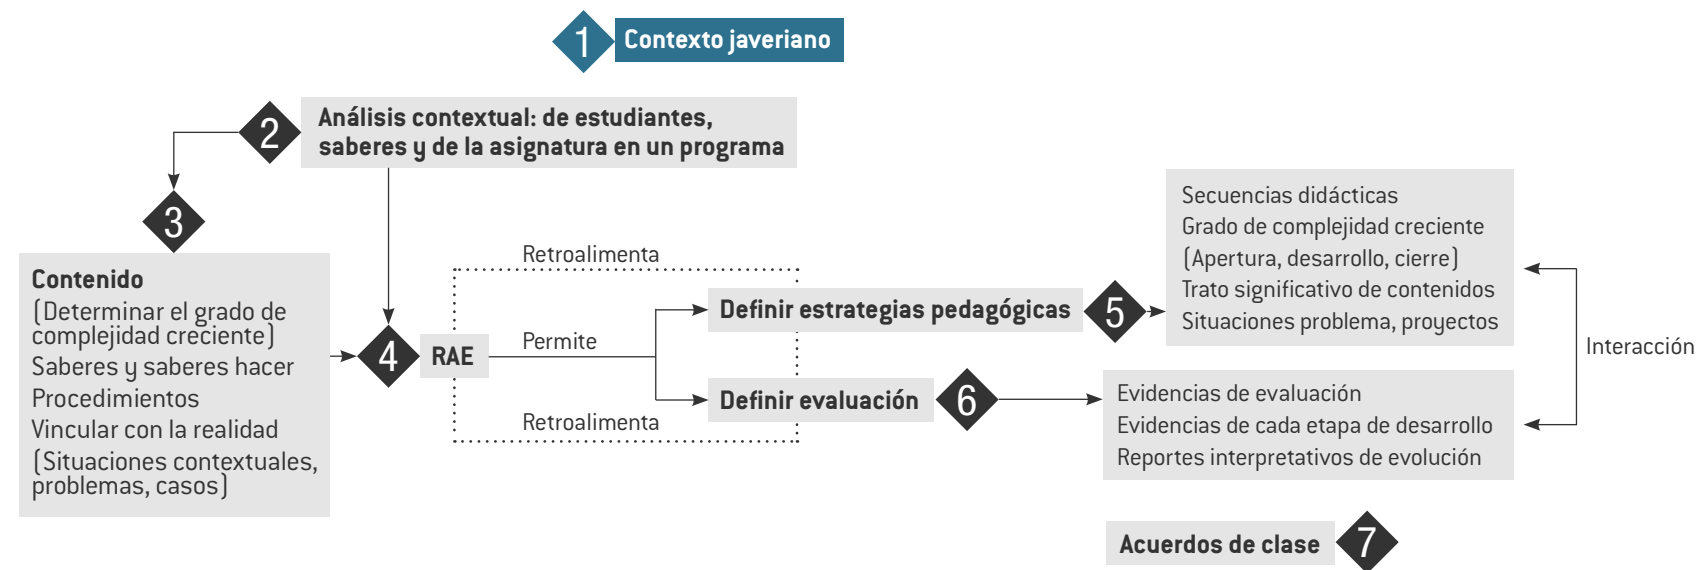 1 Contexto javeriano
2 Análisis contextual: de estudiantes,
saberes y de la asignatura en un programa
3
Contenido
(Determinar el grado de
complejidad creciente)
Saberes y saberes hacer
Procedimientos
Vincular con la realidad
(Situaciones contextuales,
problemas, casos)
4 RAE
Retroalimenta
Permite
Retroalimenta
Definir estrategias pedagógicas 5
Definir evaluación 6
Secuencias didácticas
Grado de complejidad creciente
(Apertura, desarrollo, cierre)
Trato significativo de contenidos
Situaciones problema, proyectos
Interacción
Evidencias de evaluación
Evidencias de cada etapa de desarrollo
Reportes interpretativos de evolución
Acuerdos de clase 7